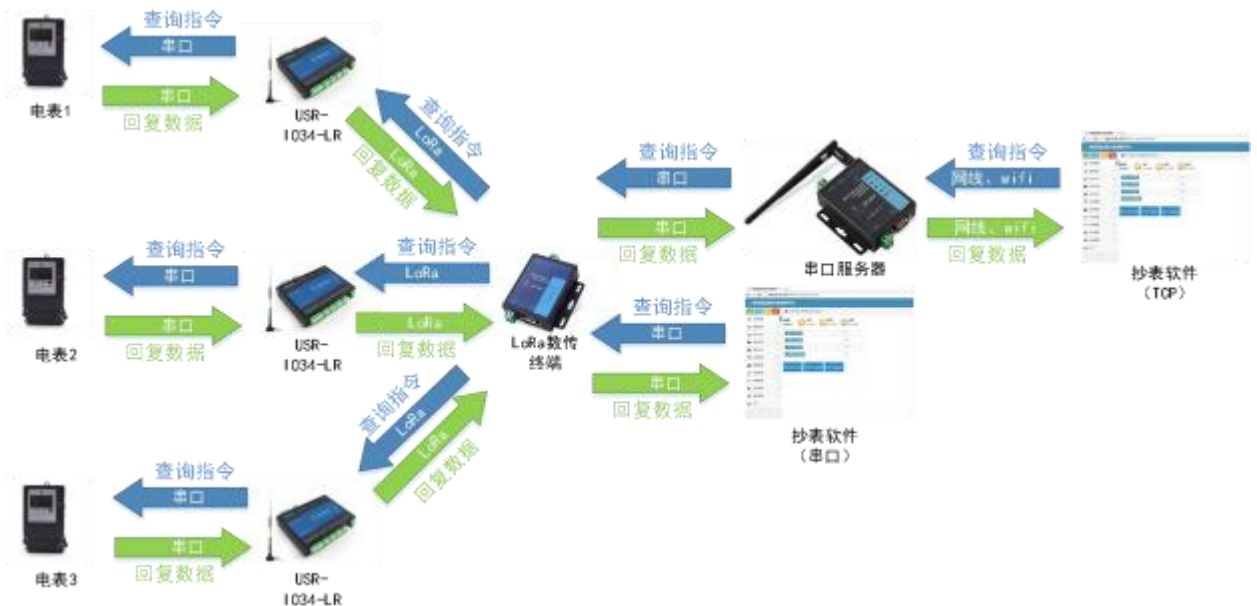 查询指令
串口
串口
回复数据
电表1
USR-
IO34-LR
查询指令
LoRa
LoRa
回复数据
查询指令
串口
串口
回复数据
电表2
USR-
IO34-LR
查询指令
LoRa
LoRa
回复数据
LoRa数传
终端
查询指令
LoRa
LoRa
回复数据
查询指令
串口
串口
回复数据
电表3
USR-
IO34-LR
查询指令
串口
串口
回复数据
串口服务器
查询指令
网线、wifi
网线、wifi
回复数据
抄表软件
（TCP）
查询指令
串口
串口
回复数据
抄表软件
（串口）